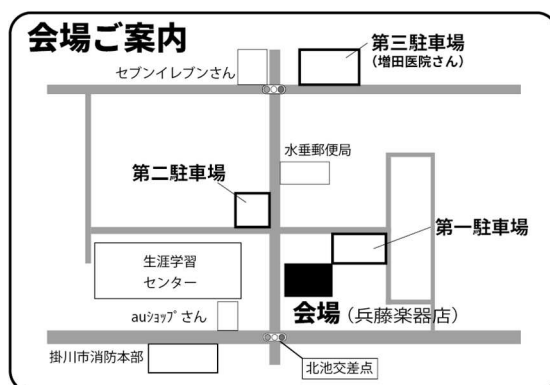 会場ご案内
第三駐車場
(増田医院さん)
セブンイレブンさん
水垂郵便局
第二駐車場
第一駐車場
生涯学習
センター
会場(兵藤楽器店)
auショップさん
掛川市消防本部
北池交差点